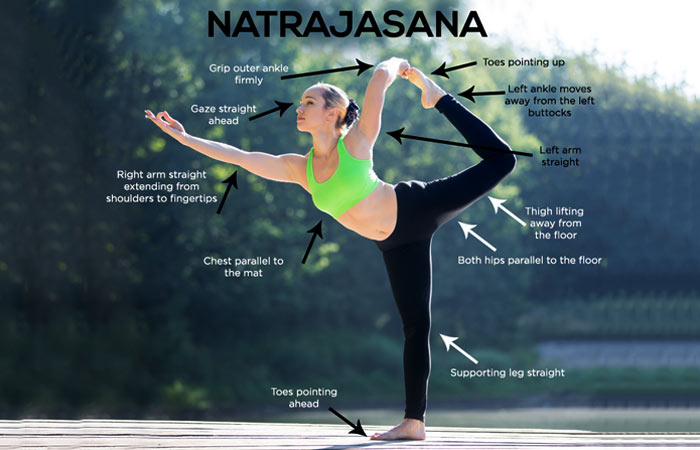 NATRAJASANA
Grip outer ankle
firmly
Toes pointing up
Gaze straight
ahead
Left ankle moves
away from the left
buttocks
Left arm
straight
Right arm straight
extending from
shoulders to fingertips
Thigh lifting
away from
the floor
Chest parallel to
the mat
Both hips parallel to the floor
Supporting leg straight
Toes pointing
ahead